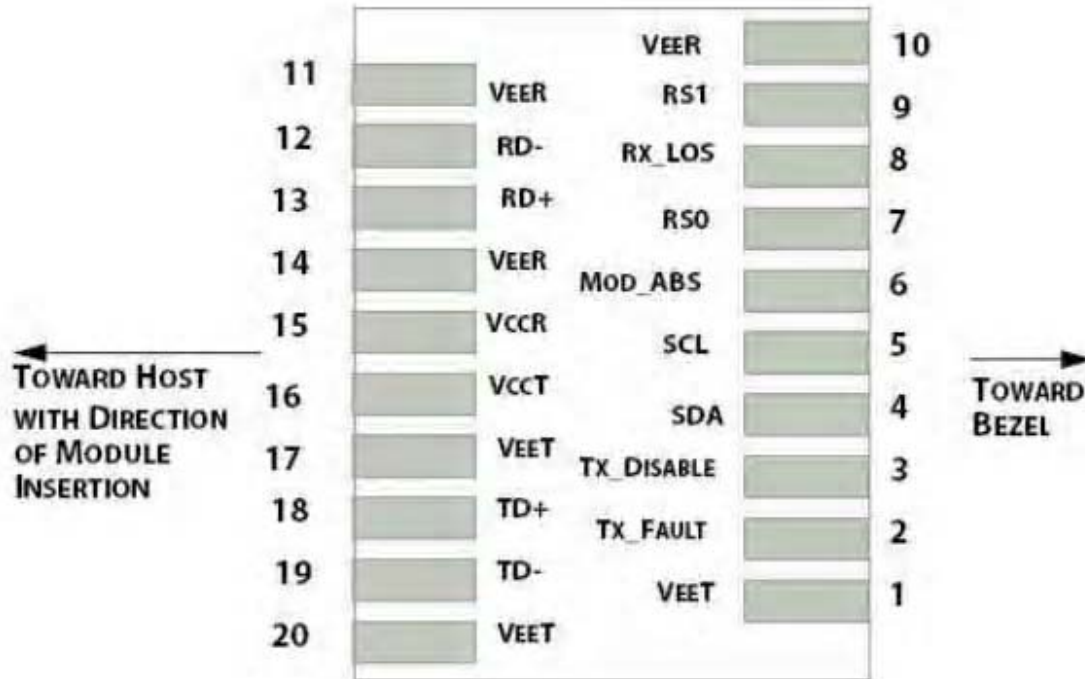 VEER 10
11 VEER
RS1 9
12 RD-
RX_LOS 8
13 RD+
RS0 7
14 VEER
MOD_ABS 6
15 VCCR
SCL 5
TOWARD HOST
WITH DIRECTION
OF MODULE
INSERTION
TOWARD
BEZEL
16 VCCT
SDA 4
17 VEET
TX_DISABLE 3
18 TD+
TX_FAULT 2
19 TD-
VEET 1
20 VEET